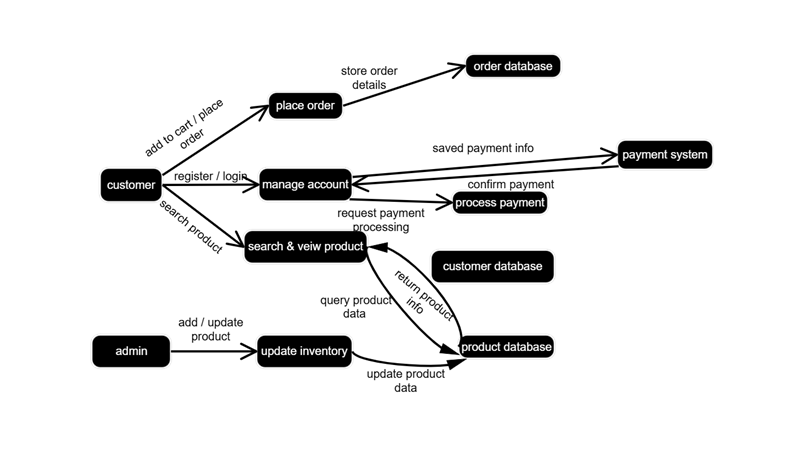 order database
store order
details
place order
add to cart / place
order
saved payment info
payment system
customer
register / login
manage account
confirm payment
process payment
request payment
processing
search product
search & veiw product
customer database
return product
info
query product
data
add / update
product
admin
update inventory
product database
update product
data